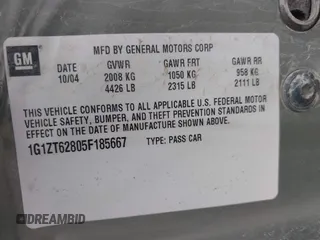 GM
MFD BY GENERAL MOTORS CORP
DATE GVWR GAWR FRT GAWR RR
10/04 2008 KG 1050 KG 958 KG
4426 LB 2315 LB 2111 LB
THIS VEHICLE CONFORMS TO ALL APPLICABLE U.S. FEDERAL MOTOR
VEHICLE SAFETY, BUMPER, AND THEFT PREVENTION STANDARDS
IN EFFECT ON THE DATE OF MANUFACTURE SHOWN ABOVE.
1G1ZT62805F185667 TYPE: PASS CAR
1DREAMBID